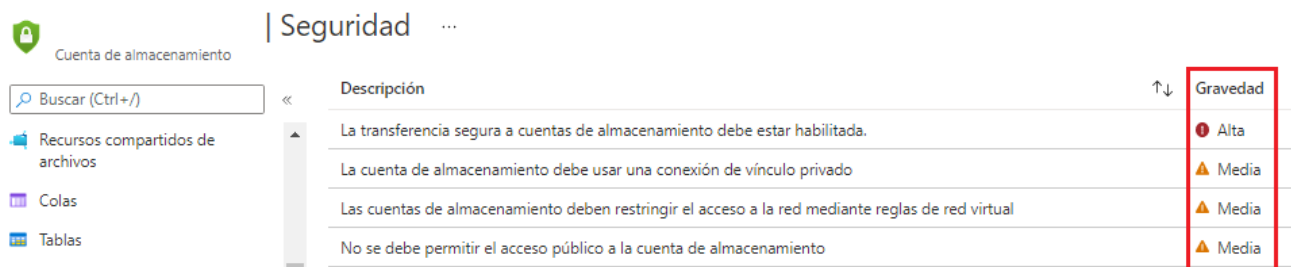 | Seguridad ...
Cuenta de almacenamiento
Buscar (Ctrl+/)
«
Recursos compartidos de
archivos
Colas
Tablas
Descripción ↑↓ Gravedad
La transferencia segura a cuentas de almacenamiento debe estar habilitada. Alta
La cuenta de almacenamiento debe usar una conexión de vínculo privado Media
Las cuentas de almacenamiento deben restringir el acceso a la red mediante reglas de red virtual Media
No se debe permitir el acceso público a la cuenta de almacenamiento Media